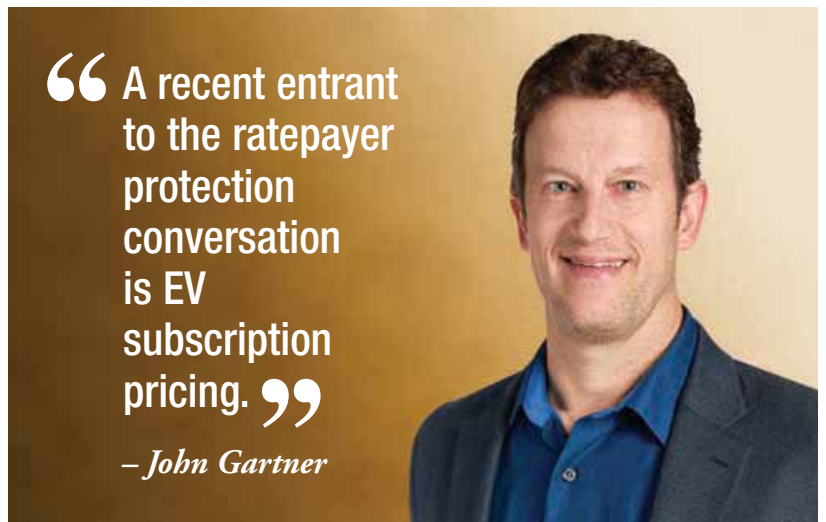 “ A recent entrant
to the ratepayer
protection
conversation
is EV
subscription
pricing. ”
– John Gartner